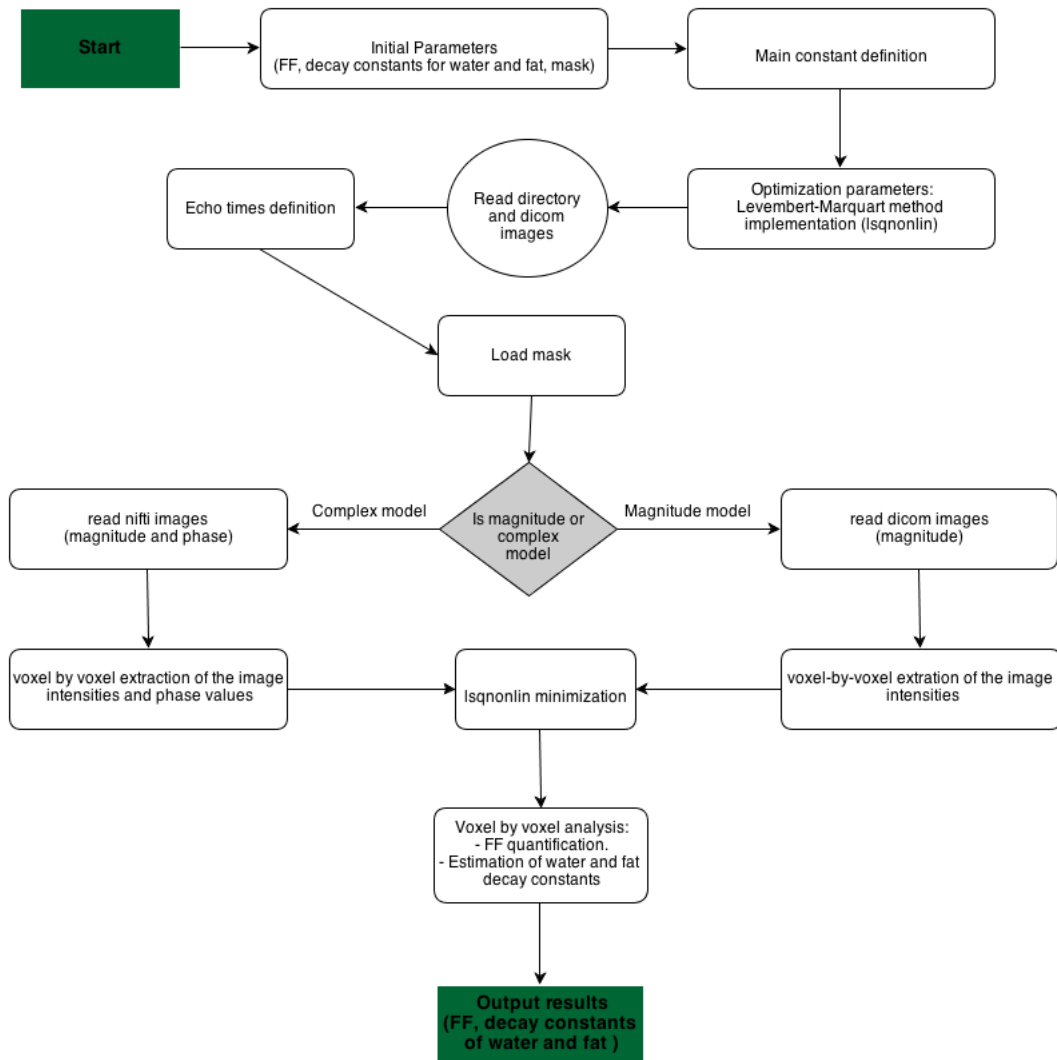 Start
Initial Parameters
(FF, decay constants for water and fat, mask)
Main constant definition
Optimization parameters:
Levembert-Marquart method
implementation (lsqnonlin)
Read directory
and dicom
images
Echo times definition
Load mask
Is magnitude or
complex
model
Complex model
Magnitude model
read nifti images
(magnitude and phase)
read dicom images
(magnitude)
voxel by voxel extraction of the image
intensities and phase values
lsqnonlin minimization
voxel-by-voxel extration of the image
intensities
Voxel by voxel analysis:
- FF quantification.
- Estimation of water and fat
decay constants
Output results
(FF, decay constants
of water and fat )